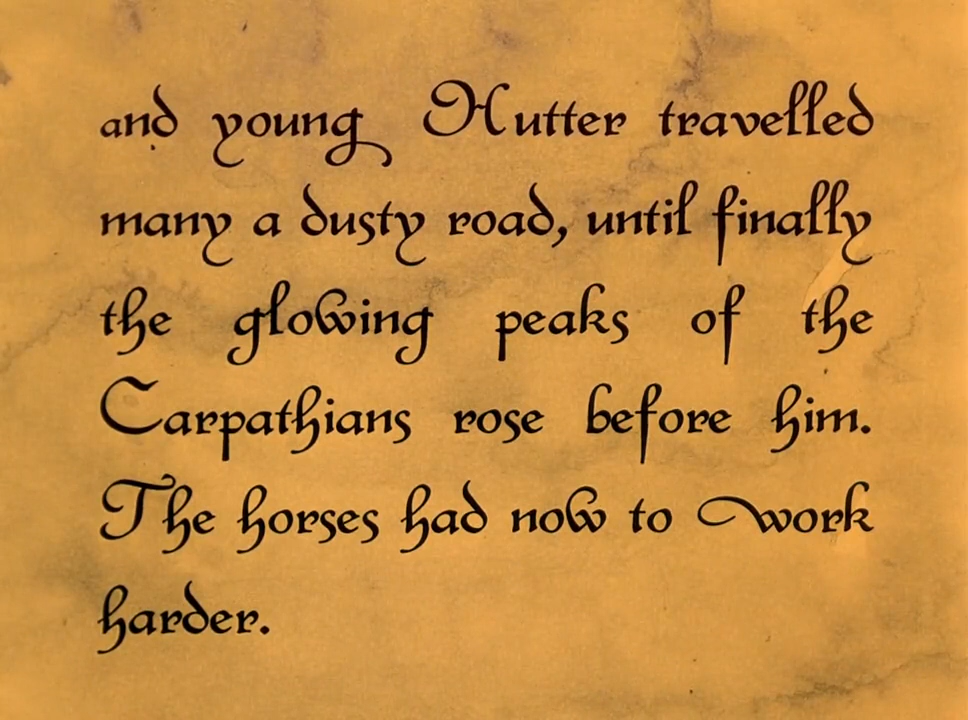 and young Hutter travelled
many a dusty road, until finally
the glowing peaks of the
Carpathians rose before him.
The horses had now to work
harder.